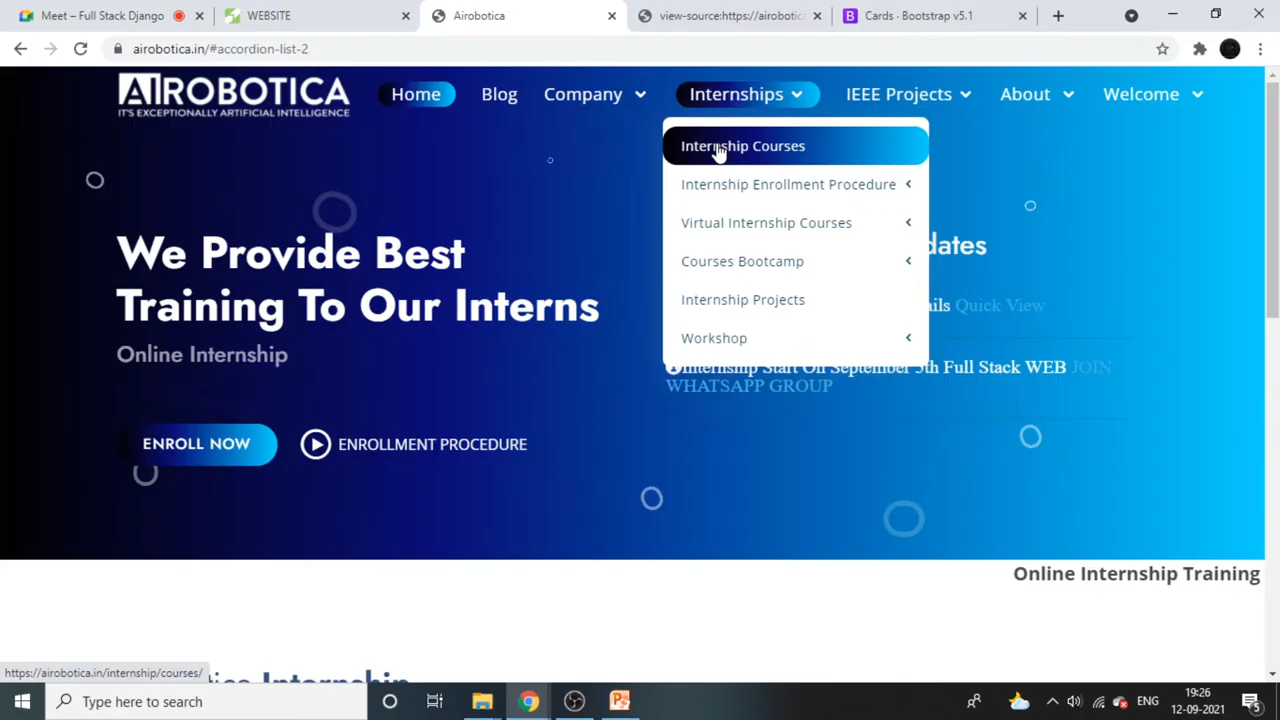 Meet – Full Stack Django
WEBSITE
Airobotica
view-source:https://airobotic
Cards · Bootstrap v5.1
airobotica.in/#accordion-list-2
AIROBOTICA
IT'S EXCEPTIONALLY ARTIFICIAL INTELLIGENCE
Home
Blog
Company
Internships
IEEE Projects
About
Welcome
Internship Courses
Internship Enrollment Procedure
Virtual Internship Courses
Courses Bootcamp
Internship Projects
Workshop
We Provide Best
Training To Our Interns
Online Internship
dates
ils Quick View
Internship Start On September 5th Full Stack WEB JOIN
WHATSAPP GROUP
ENROLL NOW
ENROLLMENT PROCEDURE
Online Internship Training
Internship
https://airobotica.in/internship/courses/
Type here to search
ENG
19:26
12-09-2021
5